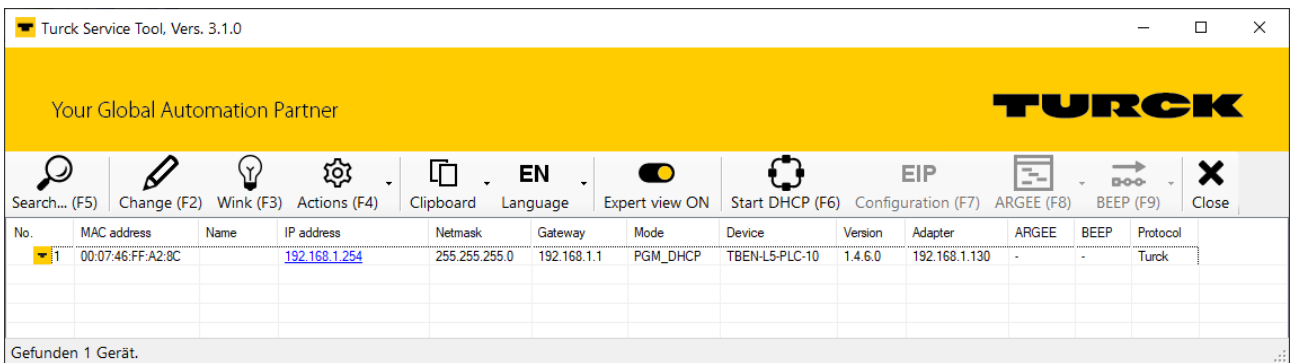 Turck Service Tool, Vers. 3.1.0
Your Global Automation Partner
TURCK
EN
EIP
Search... (F5) Change (F2) Wink (F3) Actions (F4) Clipboard Language Expert view ON Start DHCP (F6) Configuration (F7) ARGEE (F8) BEEP (F9) Close
No. MAC address Name IP address Netmask Gateway Mode Device Version Adapter ARGEE BEEP Protocol
1 00:07:46:FF:A2:8C 192.168.1.254 255.255.255.0 192.168.1.1 PGM_DHCP TBEN-L5-PLC-10 1.4.6.0 192.168.1.130 - - Turck
Gefunden 1 Gerät.